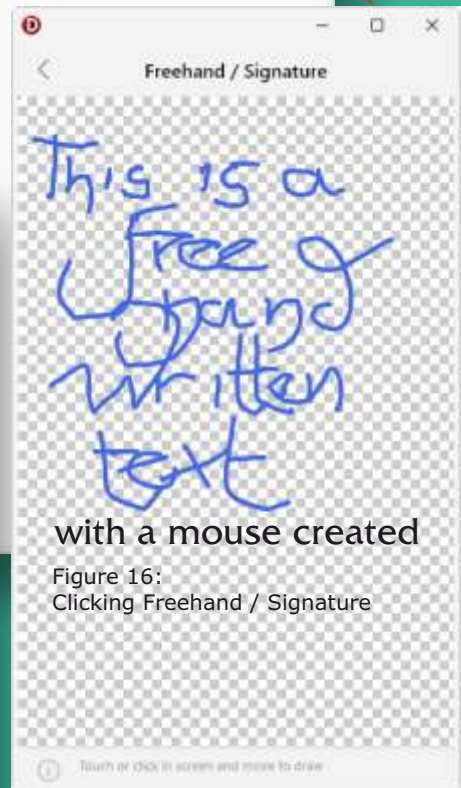 Freehand / Signature
This is a
Free
hand
written
text
with a mouse created
Figure 16:
Clicking Freehand / Signature
Touch or click in screen and move to draw